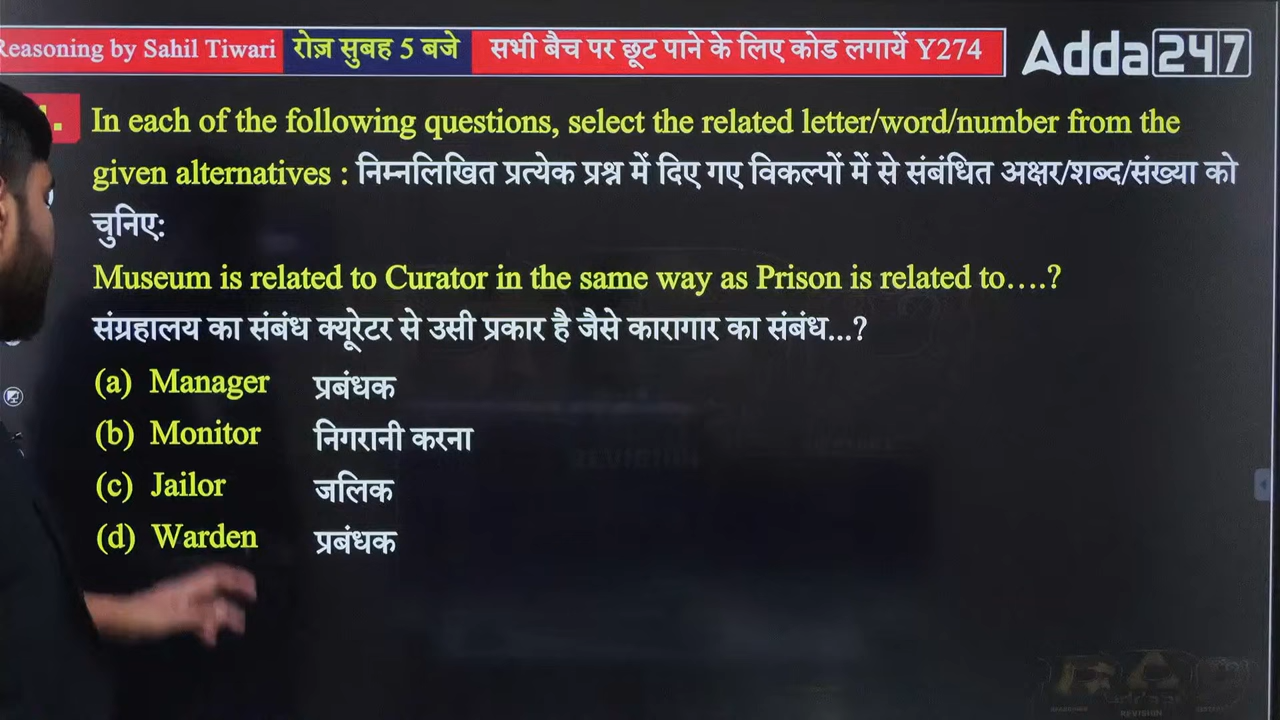 Reasoning by Sahil Tiwari रोज़ सुबह 5 बजे सभी बैच पर छूट पाने के लिए कोड लगायें Y274 Adda247
In each of the following questions, select the related letter/word/number from the
given alternatives : निम्नलिखित प्रत्येक प्रश्न में दिए गए विकल्पों में से संबंधित अक्षर/शब्द/संख्या को
चुनिए:
Museum is related to Curator in the same way as Prison is related to….?
संग्रहालय का संबंध क्यूरेटर से उसी प्रकार है जैसे कारागार का संबंध...?
(a) Manager प्रबंधक
(b) Monitor निगरानी करना
(c) Jailor जलिक
(d) Warden प्रबंधक